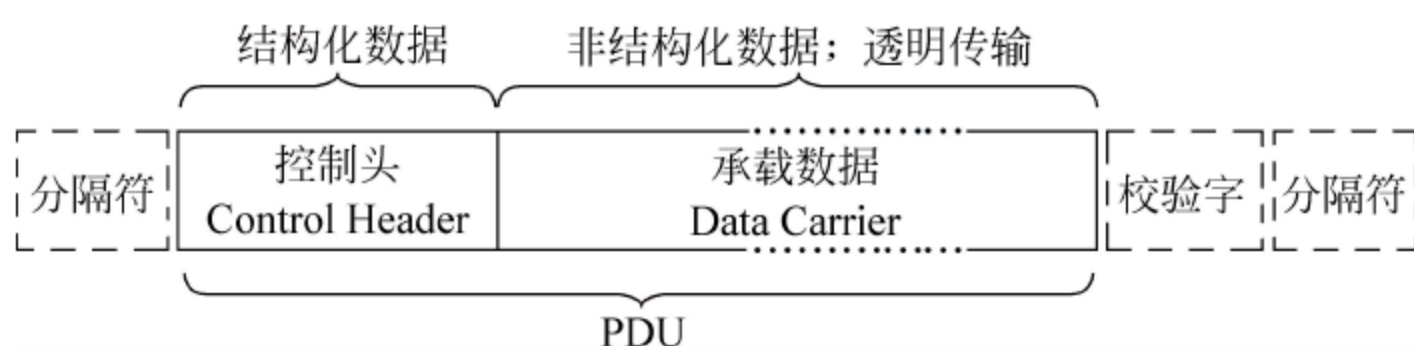 结构化数据
非结构化数据；透明传输
分隔符
控制头
Control Header
承载数据
Data Carrier
校验字
分隔符
PDU